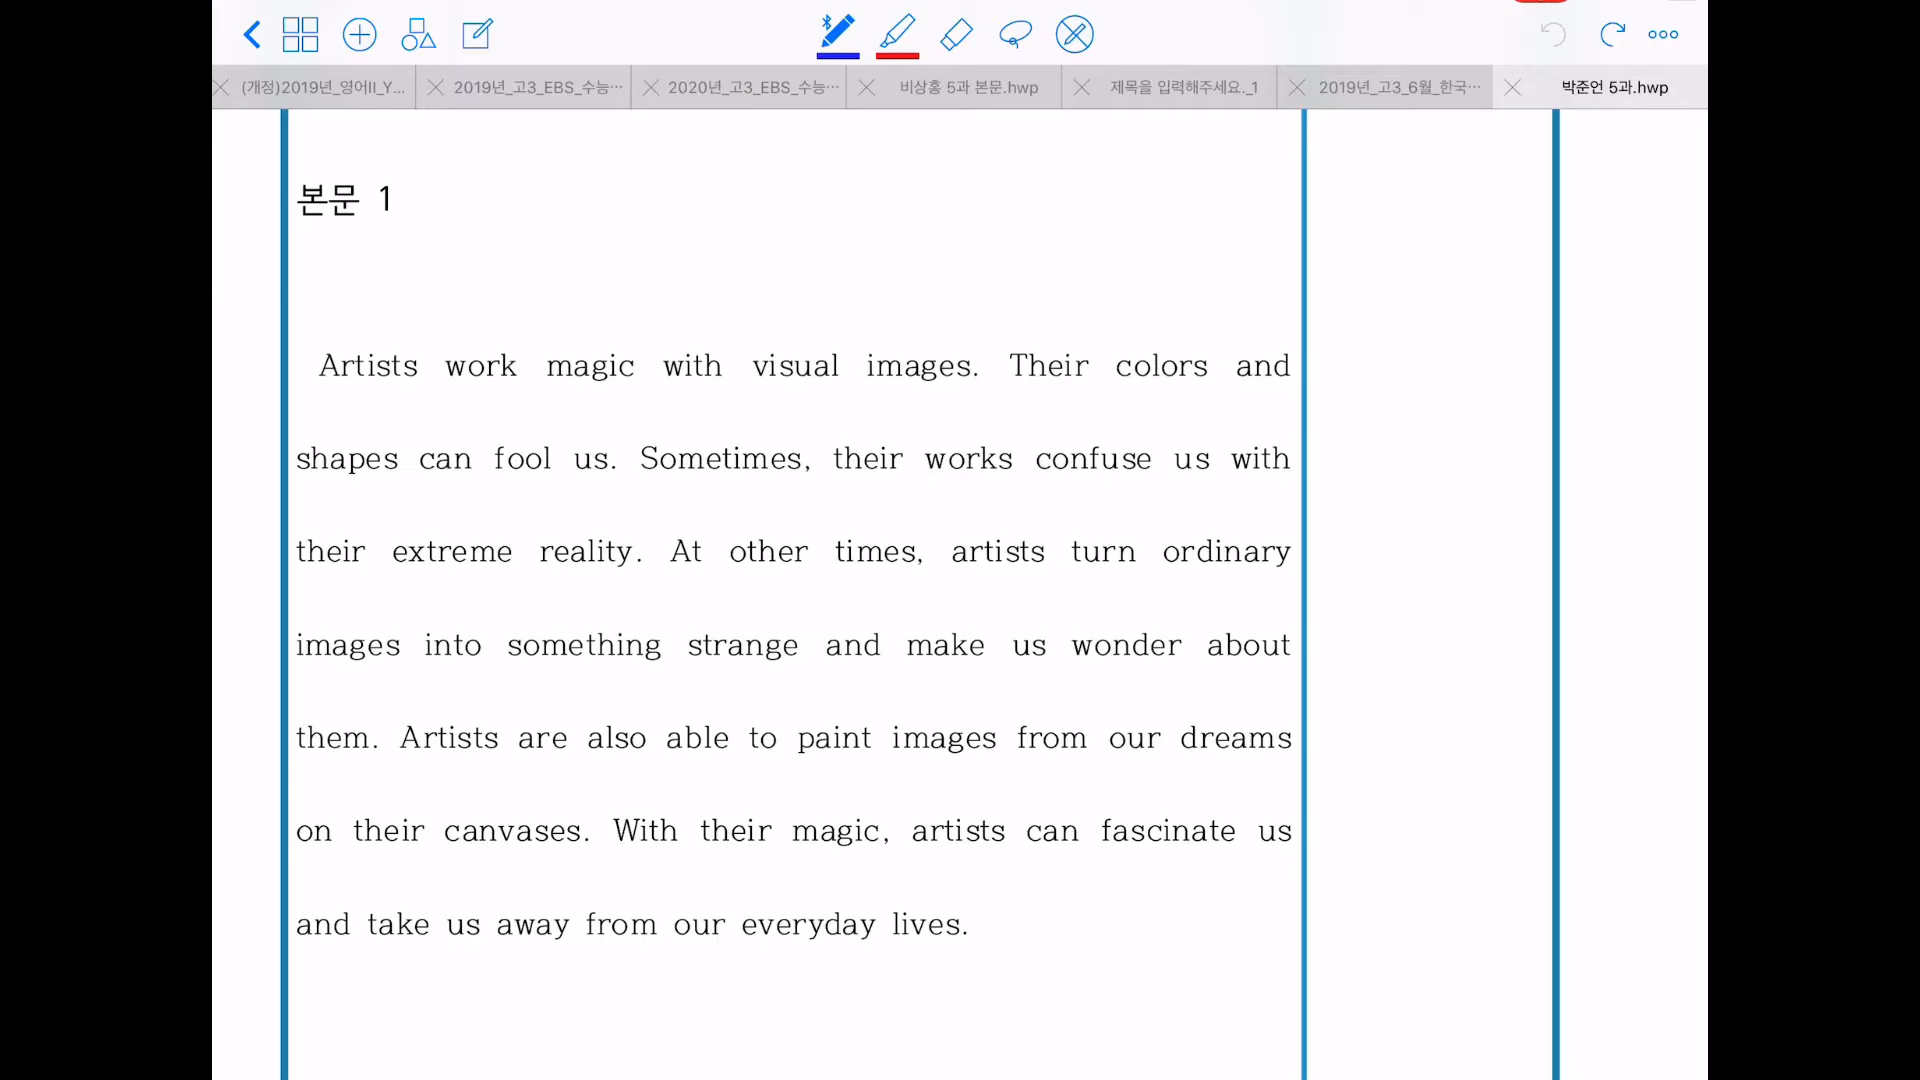 (개정)2019년_영어II_Y...
2019년_고3_EBS_수능…
2020년_고3_EBS_수능…
비상홍 5과 본문.hwp
제목을 입력해주세요._1
2019년_고3_6월_한국…
박준언 5과.hwp
본문 1
Artists work magic with visual images. Their colors and
shapes can fool us. Sometimes, their works confuse us with
their extreme reality. At other times, artists turn ordinary
images into something strange and make us wonder about
them. Artists are also able to paint images from our dreams
on their canvases. With their magic, artists can fascinate us
and take us away from our everyday lives.